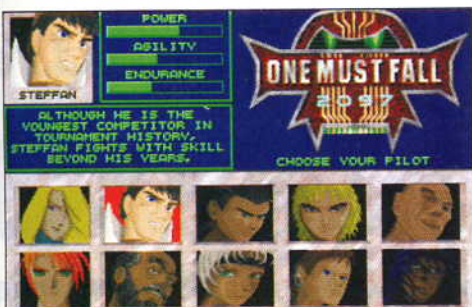 STEFFAN
POWER
AGILITY
ENDURANCE
ALTHOUGH HE IS THE
YOUNGEST COMPETITOR IN
TOURNAMENT HISTORY,
STEFFAN FIGHTS WITH SKILL
BEYOND HIS YEARS.
ONE MUST FALL
2097
CHOOSE YOUR PILOT